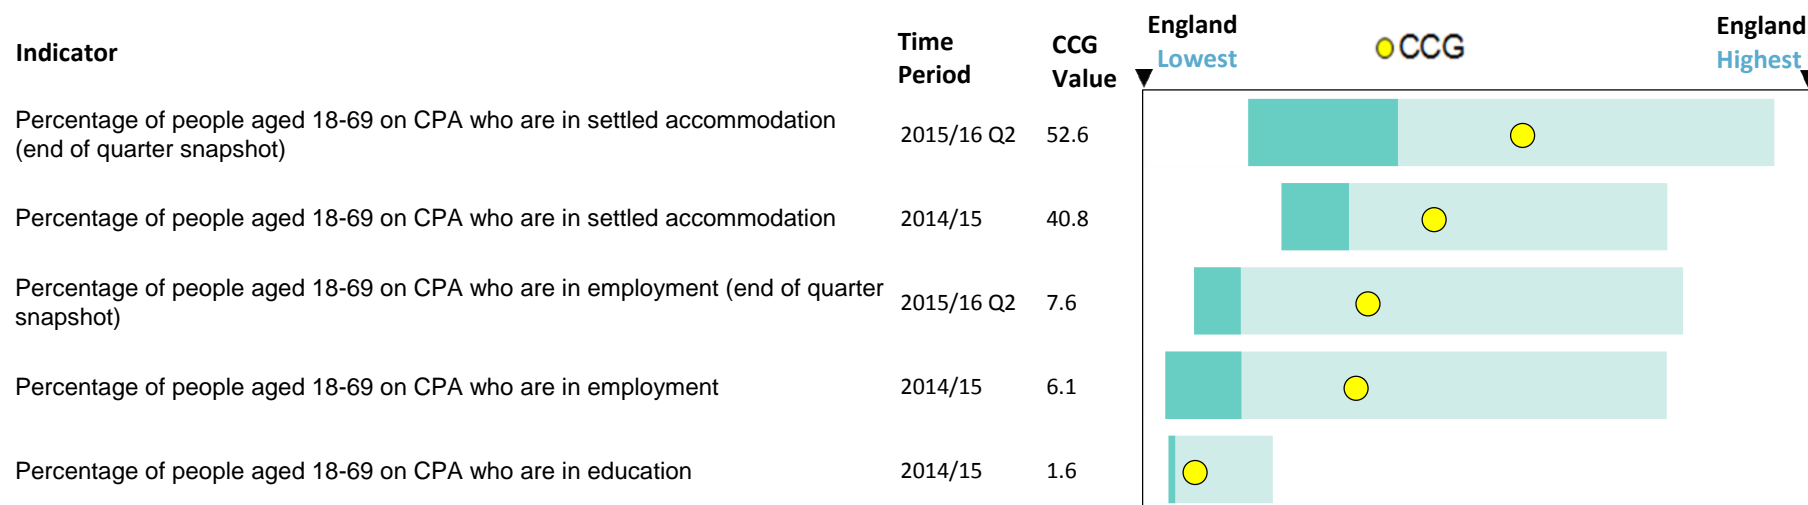 Indicator
Time
Period
CCG
Value
England
Lowest
CCG
England
Highest
Percentage of people aged 18-69 on CPA who are in settled accommodation
(end of quarter snapshot)
2015/16 Q2
52.6
Percentage of people aged 18-69 on CPA who are in settled accommodation
2014/15
40.8
Percentage of people aged 18-69 on CPA who are in employment (end of quarter
snapshot)
2015/16 Q2
7.6
Percentage of people aged 18-69 on CPA who are in employment
2014/15
6.1
Percentage of people aged 18-69 on CPA who are in education
2014/15
1.6